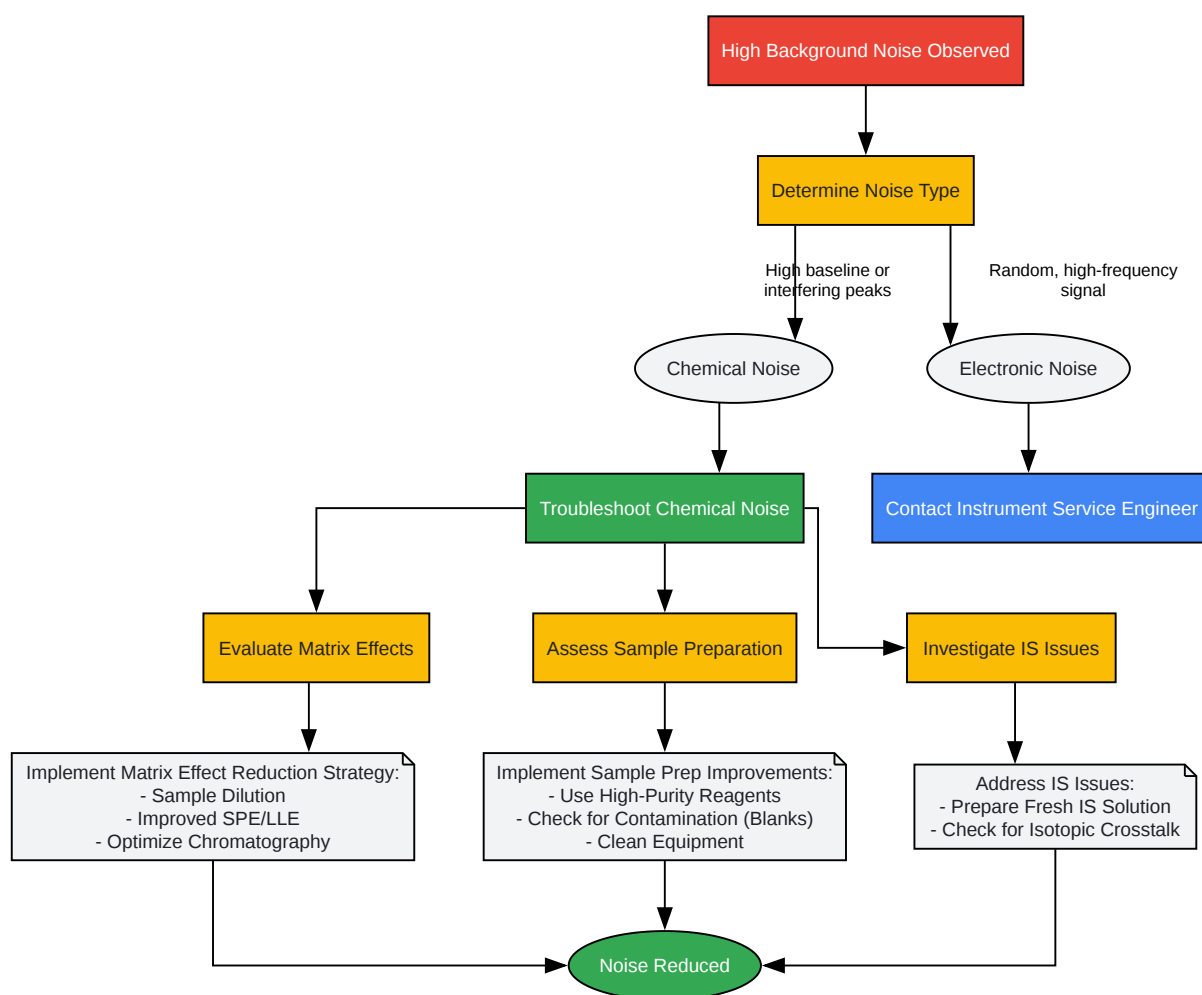 High Background Noise Observed
Determine Noise Type
High baseline or
interfering peaks
Random, high-frequency
signal
Chemical Noise
Electronic Noise
Troubleshoot Chemical Noise
Contact Instrument Service Engineer
Evaluate Matrix Effects
Assess Sample Preparation
Investigate IS Issues
Implement Matrix Effect Reduction Strategy:
- Sample Dilution
- Improved SPE/LLE
- Optimize Chromatography
Implement Sample Prep Improvements:
- Use High-Purity Reagents
- Check for Contamination (Blanks)
- Clean Equipment
Address IS Issues:
- Prepare Fresh IS Solution
- Check for Isotopic Crosstalk
Noise Reduced